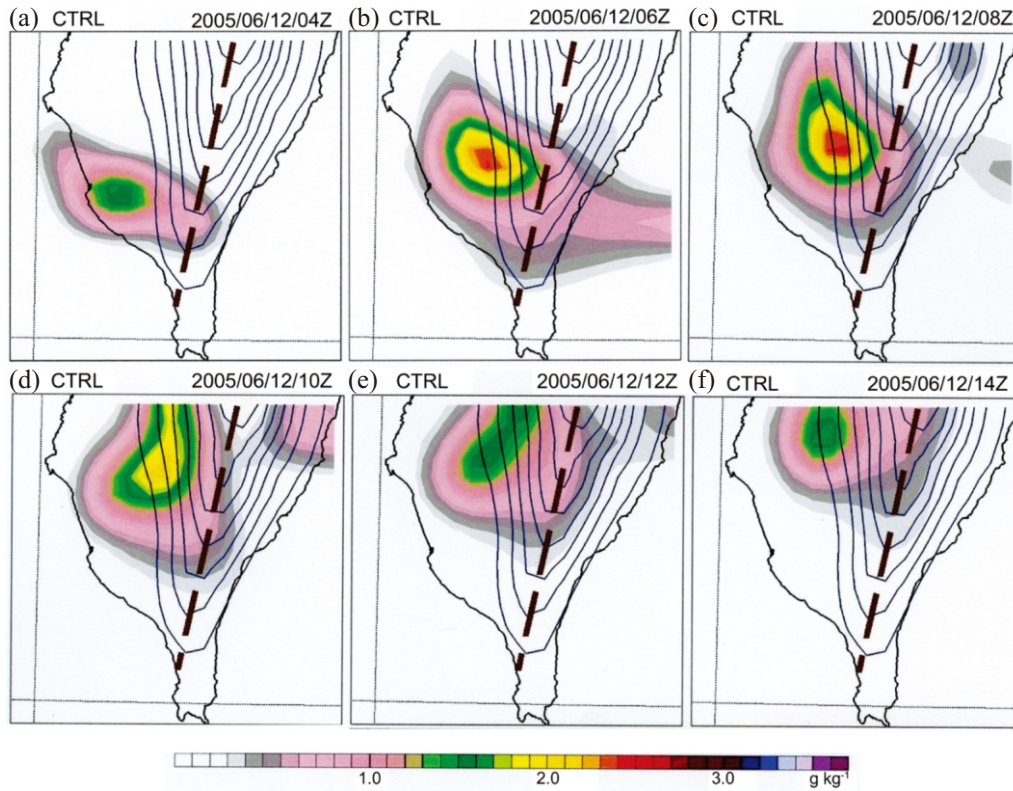 (a) CTRL 2005/06/12/04Z
(b) CTRL 2005/06/12/06Z
(c) CTRL 2005/06/12/08Z
(d) CTRL 2005/06/12/10Z
(e) CTRL 2005/06/12/12Z
(f) CTRL 2005/06/12/14Z
1.0 2.0 3.0 g kg⁻¹